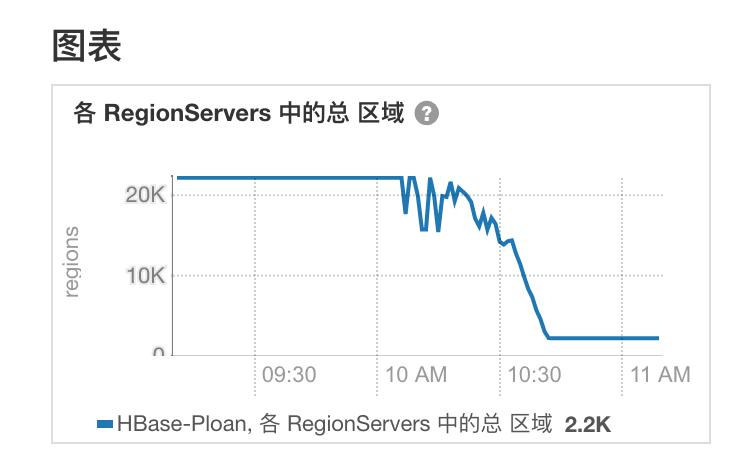 图表
各 RegionServers 中的总 区域 ?
20K
regions
10K
0
09:30 10 AM 10:30 11 AM
HBase-Ploan, 各 RegionServers 中的总 区域 2.2K